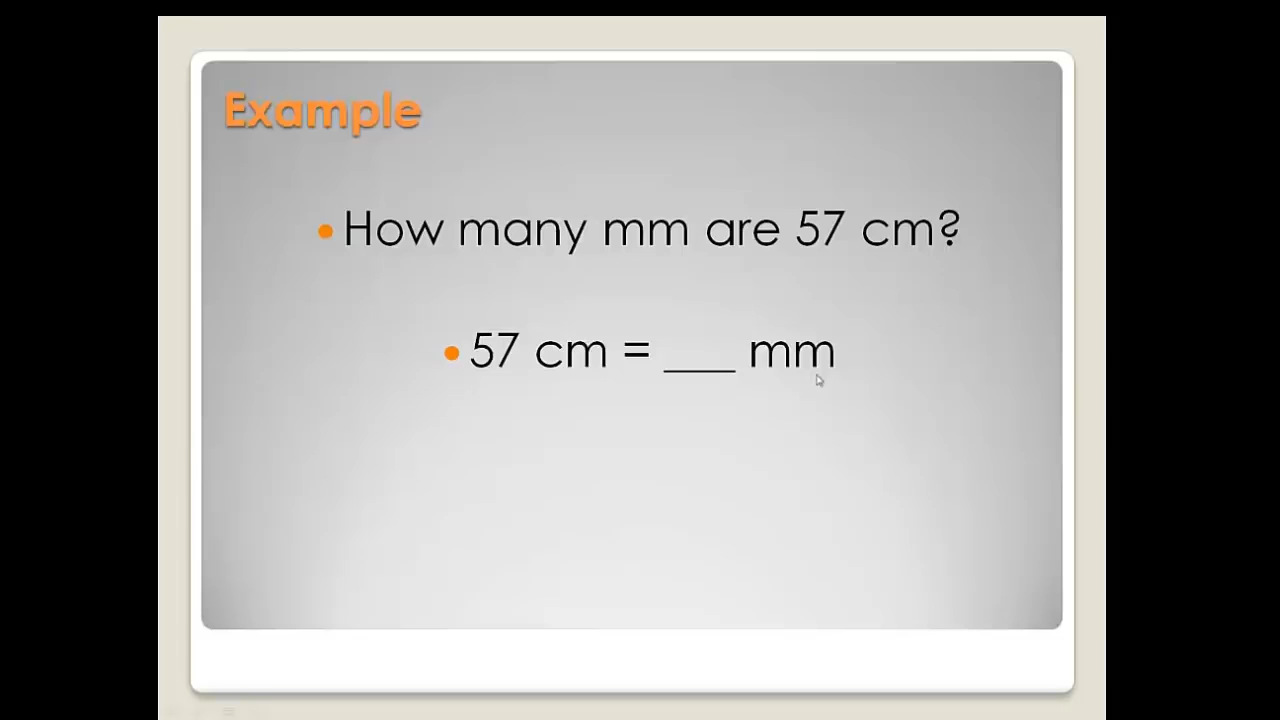 Example
• How many mm are 57 cm?
• 57 cm = ___ mm